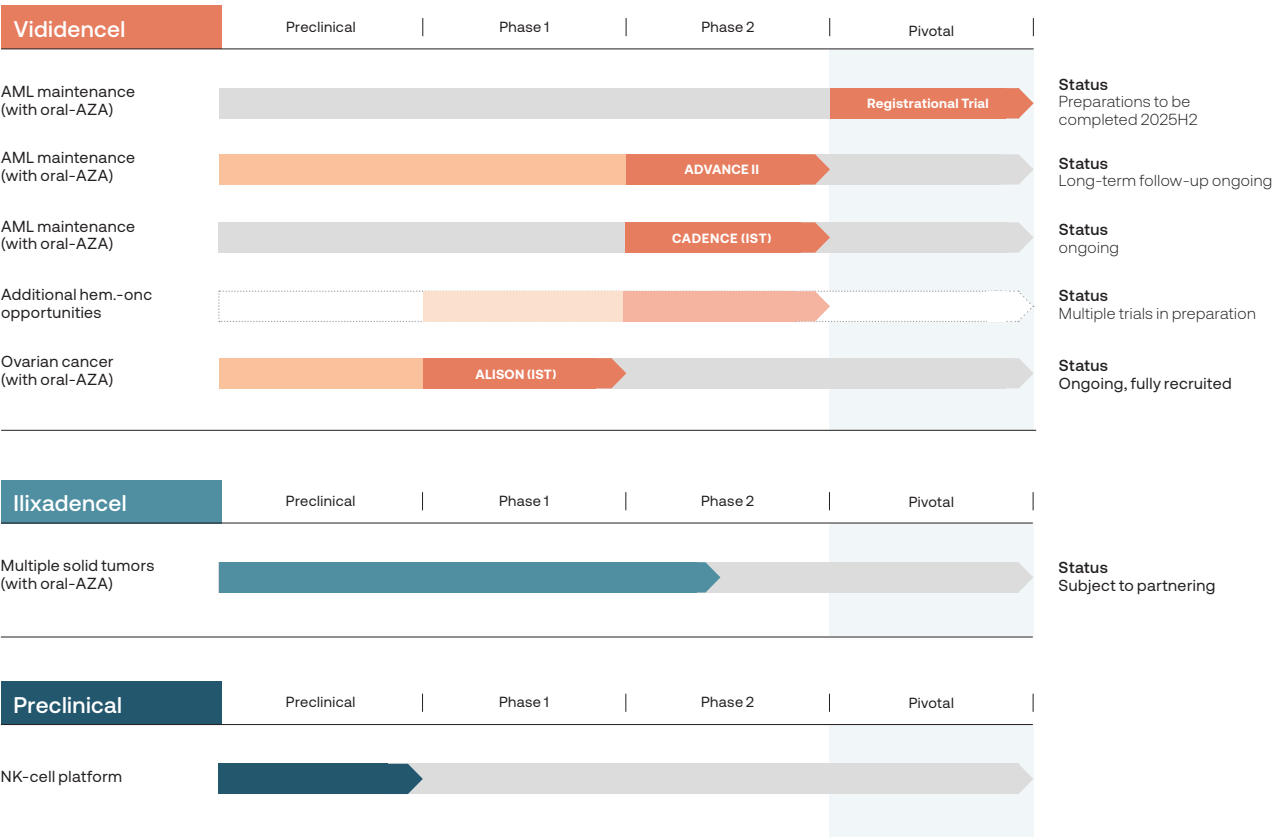 Vididencel
Preclinical
Phase 1
Phase 2
Pivotal
AML maintenance
(with oral-AZA)
Registrational Trial
Status
Preparations to be
completed 2025H2
AML maintenance
(with oral-AZA)
ADVANCE II
Status
Long-term follow-up ongoing
AML maintenance
(with oral-AZA)
CADENCE (IST)
Status
ongoing
Additional hem.-onc
opportunities
Status
Multiple trials in preparation
Ovarian cancer
(with oral-AZA)
ALISON (IST)
Status
Ongoing, fully recruited
Ilixadencel
Preclinical
Phase 1
Phase 2
Pivotal
Multiple solid tumors
(with oral-AZA)
Status
Subject to partnering
Preclinical
Preclinical
Phase 1
Phase 2
Pivotal
NK-cell platform